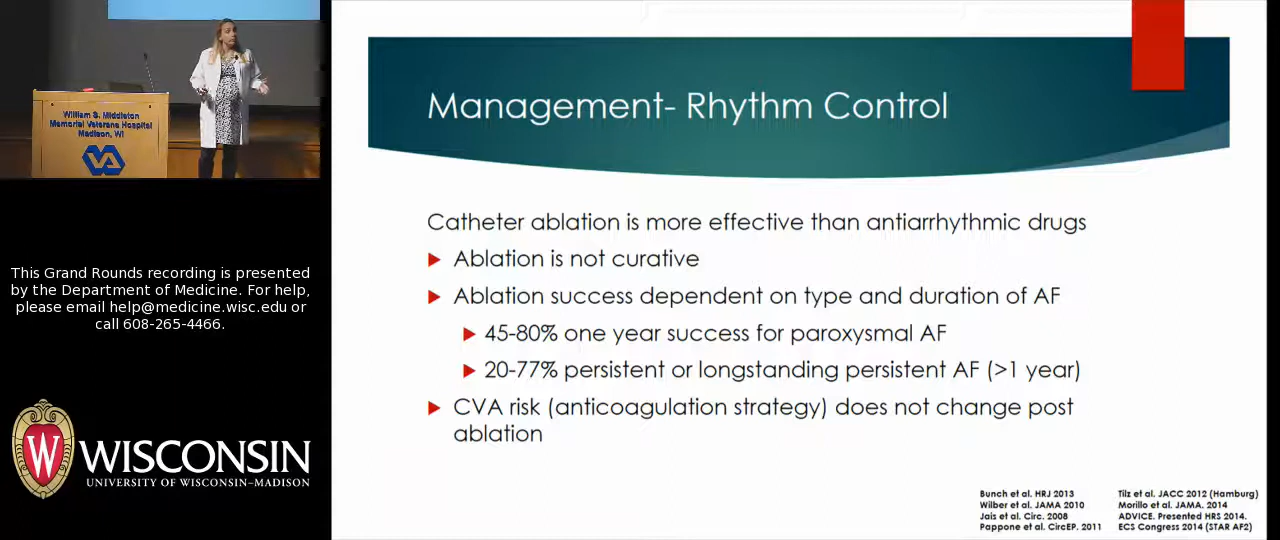 William S. Middleton
Memorial Veterans Hospital
Madison, WI
VA
This Grand Rounds recording is presented
by the Department of Medicine. For help,
please email help@medicine.wisc.edu or
call 608-265-4466.
W
WISCONSIN
UNIVERSITY OF WISCONSIN–MADISON
Management- Rhythm Control
Catheter ablation is more effective than antiarrhythmic drugs
Ablation is not curative
Ablation success dependent on type and duration of AF
45-80% one year success for paroxysmal AF
20-77% persistent or longstanding persistent AF (>1 year)
CVA risk (anticoagulation strategy) does not change post
ablation
Bunch et al. HRJ 2013
Wilber et al. JAMA 2010
Jais et al. Circ. 2008
Pappone et al. CircEP. 2011
Tilz et al. JACC 2012 (Hamburg)
Morillo et al. JAMA. 2014
ADVICE. Presented HRS 2014.
ECS Congress 2014 (STAR AF2)